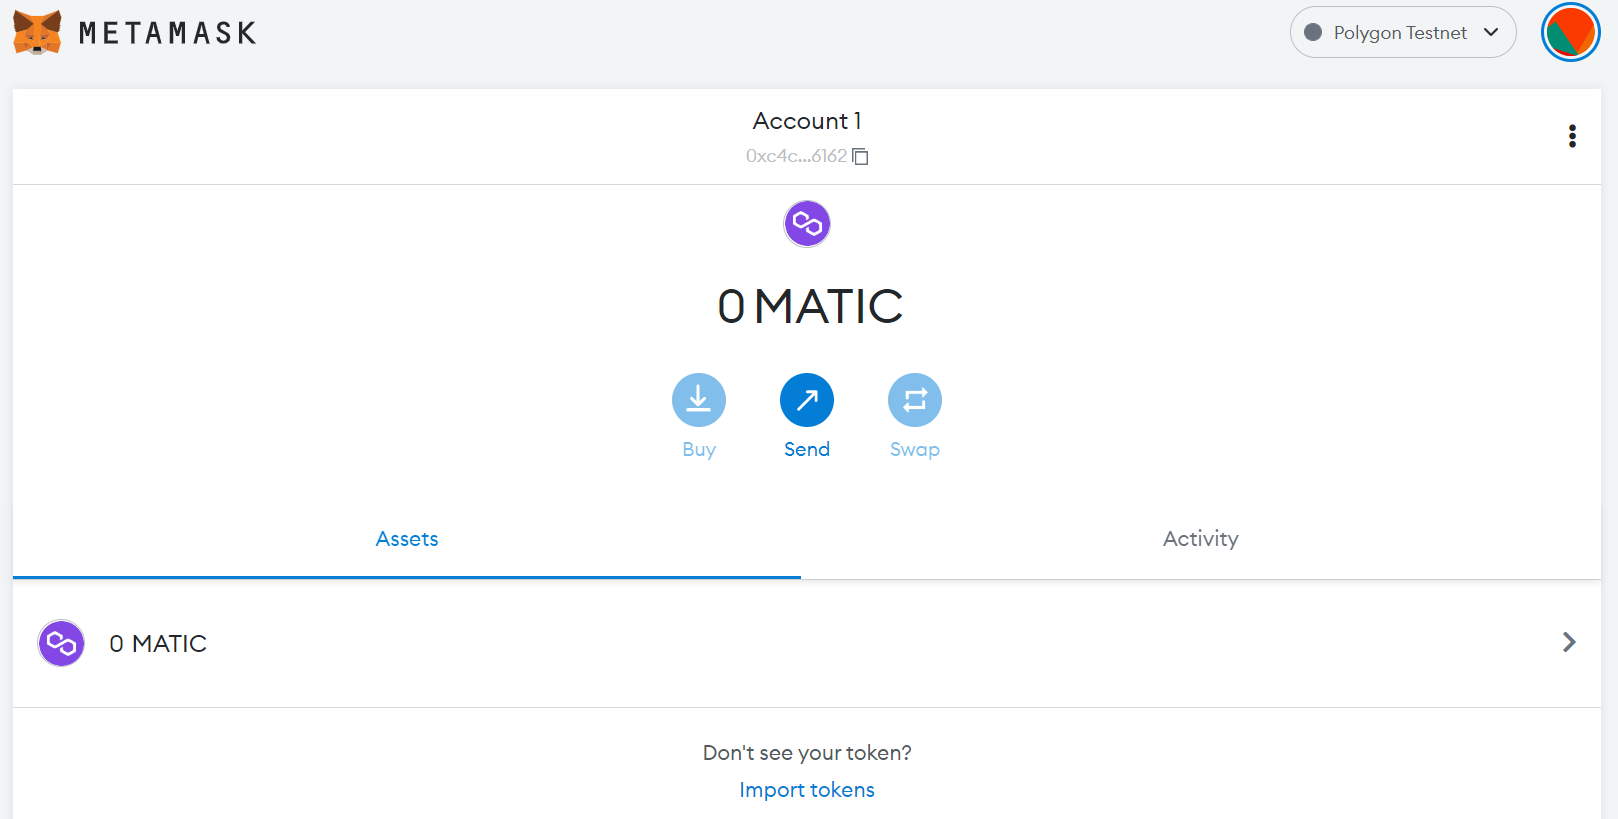 METAMASK
Polygon Testnet
Account 1
0xc4c...6162
0 MATIC
Buy
Send
Swap
Assets
Activity
0 MATIC
Don't see your token?
Import tokens